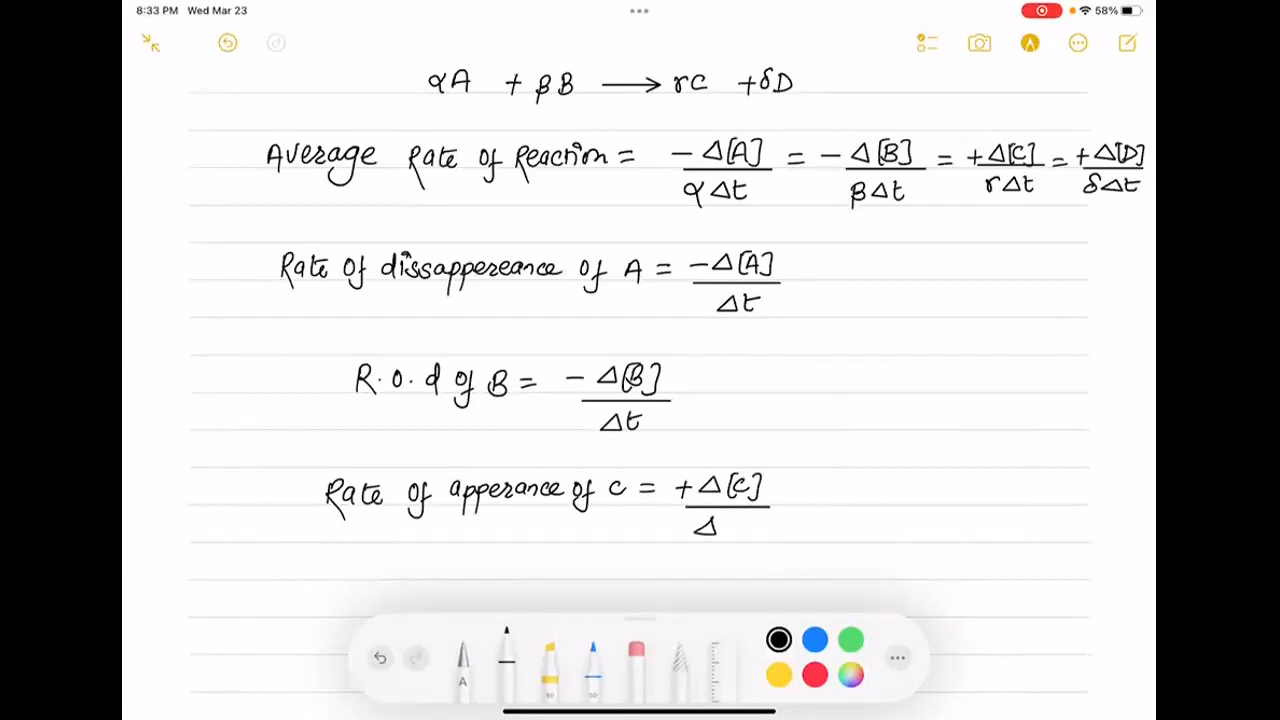 8:33 PM Wed Mar 23 58%
αA + βB ⟶ rC + δD
Average Rate of Reaction = -Δ[A]/αΔt = -Δ[B]/βΔt = +Δ[C]/rΔt = +Δ[D]/δΔt
Rate of dissappereance of A = -Δ[A]/Δt
R.o.d of B = -Δ[B]/Δt
Rate of apperance of C = +Δ[C]/Δ
A